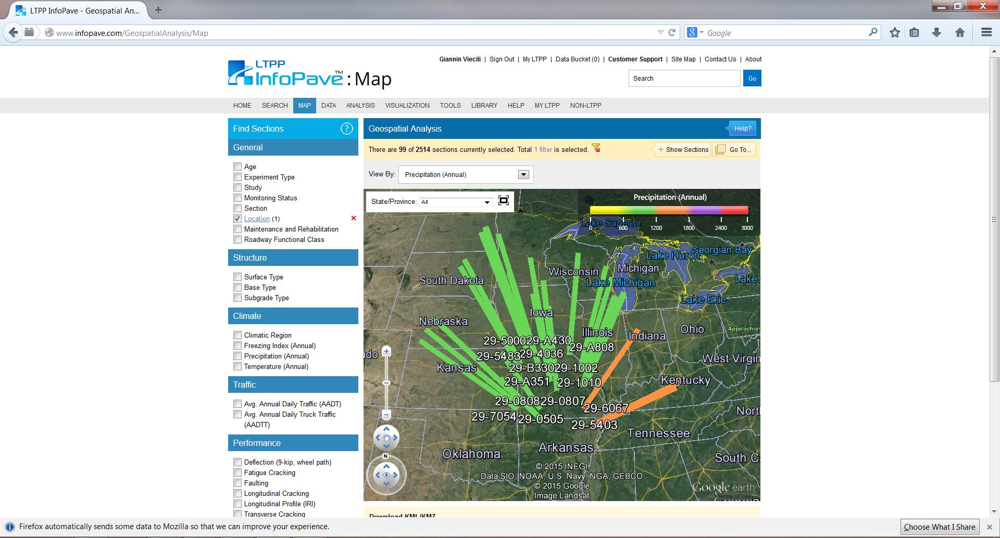 LTPP InfoPave - Geospatial An...
www.infopave.com/GeospatialAnalysis/Map
Google
Giannin Viecili | Sign Out | My LTPP | Data Bucket (0) | Customer Support | Site Map | Contact Us | About
LTPP
InfoPave™ : Map
Search
Go
HOME SEARCH MAP DATA ANALYSIS VISUALIZATION TOOLS LIBRARY HELP MY LTPP NON-LTPP
Find Sections ?
General
Age
Experiment Type
Study
Monitoring Status
Section
Location (1)
Maintenance and Rehabilitation
Roadway Functional Class
Structure
Surface Type
Base Type
Subgrade Type
Climate
Climatic Region
Freezing Index (Annual)
Precipitation (Annual)
Temperature (Annual)
Traffic
Avg. Annual Daily Traffic (AADT)
Avg. Annual Daily Truck Traffic
(AADTT)
Performance
Deflection (9-kip, wheel path)
Fatigue Cracking
Faulting
Longitudinal Cracking
Longitudinal Profile (IRI)
Transverse Cracking
Geospatial Analysis
Help?
There are 99 of 2514 sections currently selected. Total 1 filter is selected.
+ Show Sections
Go To...
View By: Precipitation (Annual)
State/Province: All
Precipitation (Annual)
0 600 1200 1800 2400 3000
Lake Superior
Georgian Bay
Lake Huron
Michigan
Wisconsin
Lake
South Dakota
Lake Michigan
Lake Erie
Iowa
Nebraska
Ohio
Appalachian
Illinois
Indiana
29-5000 29-A430
29-A808
29-5483 29-4036
ado
West Virgin
Kansas
29-B330 29-1002
29-A351 29-1010
Kentucky
29-0808 29-0807
29-6067
Nort
29-7054 29-0505
29-5403
Tennessee
Arkansas
Oklahoma
South C
N
© 2015 INEGI
Data SIO, NOAA, U.S. Navy, NGA, GEBCO
© 2015 Google
Image Landsat
Google earth
Terms of Use
Georgia
Download KML/KMZ
Firefox automatically sends some data to Mozilla so that we can improve your experience.
Choose What I Share